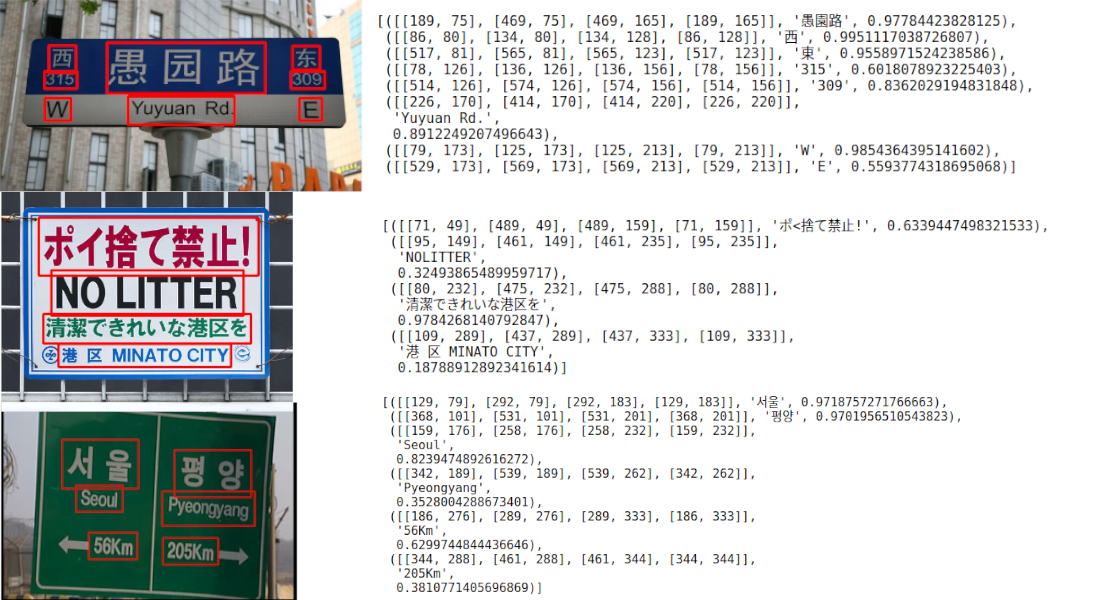 西 愚园路 东
315 309
W Yuyuan Rd. E
[([[189, 75], [469, 75], [469, 165], [189, 165]], '愚園路', 0.97784423828125),
([[86, 80], [134, 80], [134, 128], [86, 128]], '西', 0.9951117038726807),
([[517, 81], [565, 81], [565, 123], [517, 123]], '東', 0.9558971524238586),
([[78, 126], [136, 126], [136, 156], [78, 156]], '315', 0.6018078923225403),
([[514, 126], [574, 126], [574, 156], [514, 156]], '309', 0.8362029194831848),
([[226, 170], [414, 170], [414, 220], [226, 220]],
'Yuyuan Rd.',
0.8912249207496643),
([[79, 173], [125, 173], [125, 213], [79, 213]], 'W', 0.9854364395141602),
([[529, 173], [569, 173], [569, 213], [529, 213]], 'E', 0.5593774318695068)]
ポイ捨て禁止!
NO LITTER
清潔できれいな港区を
港 区 MINATO CITY
[([[71, 49], [489, 49], [489, 159], [71, 159]], 'ポ<捨て禁止!', 0.6339447498321533),
([[95, 149], [461, 149], [461, 235], [95, 235]],
'NOLITTER',
0.32493865489959717),
([[80, 232], [475, 232], [475, 288], [80, 288]],
'清潔できれいな港区を',
0.9784268140792847),
([[109, 289], [437, 289], [437, 333], [109, 333]],
'港 区 MINATO CITY',
0.18788912892341614)]
서울 평양
Seoul Pyeongyang
56Km 205Km
[([[129, 79], [292, 79], [292, 183], [129, 183]], '서울', 0.9718757271766663),
([[368, 101], [531, 101], [531, 201], [368, 201]], '평양', 0.9701956510543823),
([[159, 176], [258, 176], [258, 232], [159, 232]],
'Seoul',
0.8239474892616272),
([[342, 189], [539, 189], [539, 262], [342, 262]],
'Pyeongyang',
0.3528004288673401),
([[186, 276], [289, 276], [289, 333], [186, 333]],
'56Km',
0.6299744844436646),
([[344, 288], [461, 288], [461, 344], [344, 344]],
'205Km',
0.3810771405696869)]